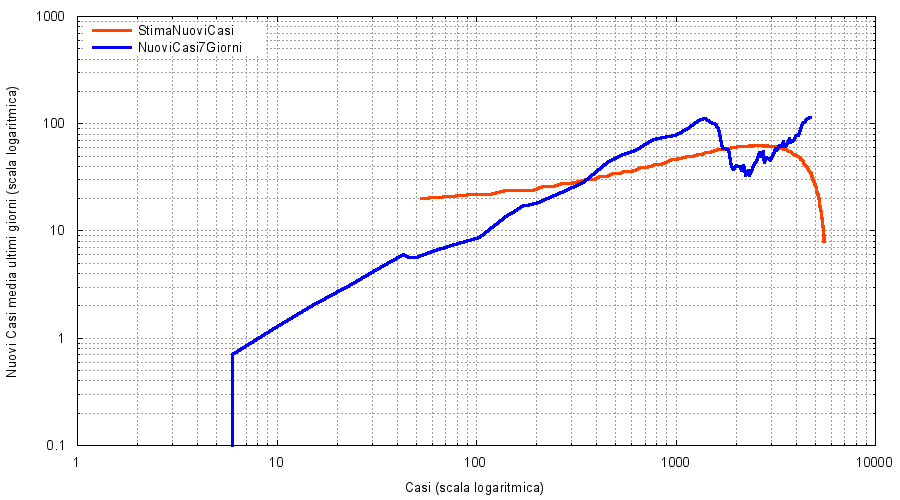 1000
100
10
1
0.1
StimaNuoviCasi
NuoviCasi7Giorni
Nuovi Casi media ultimi giorni (scala logaritmica)
1 10 100 1000 10000
Casi (scala logaritmica)